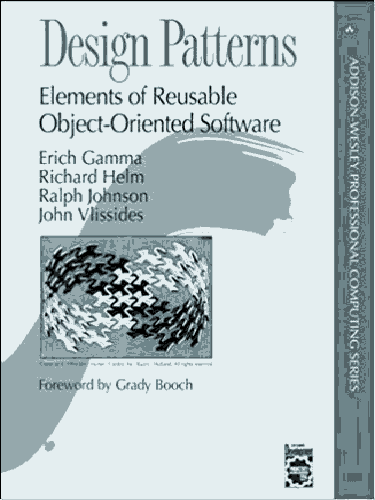 Design Patterns
Elements of Reusable
Object-Oriented Software
Erich Gamma
Richard Helm
Ralph Johnson
John Vlissides
Foreword by Grady Booch
ADDISON-WESLEY PROFESSIONAL COMPUTING SERIES